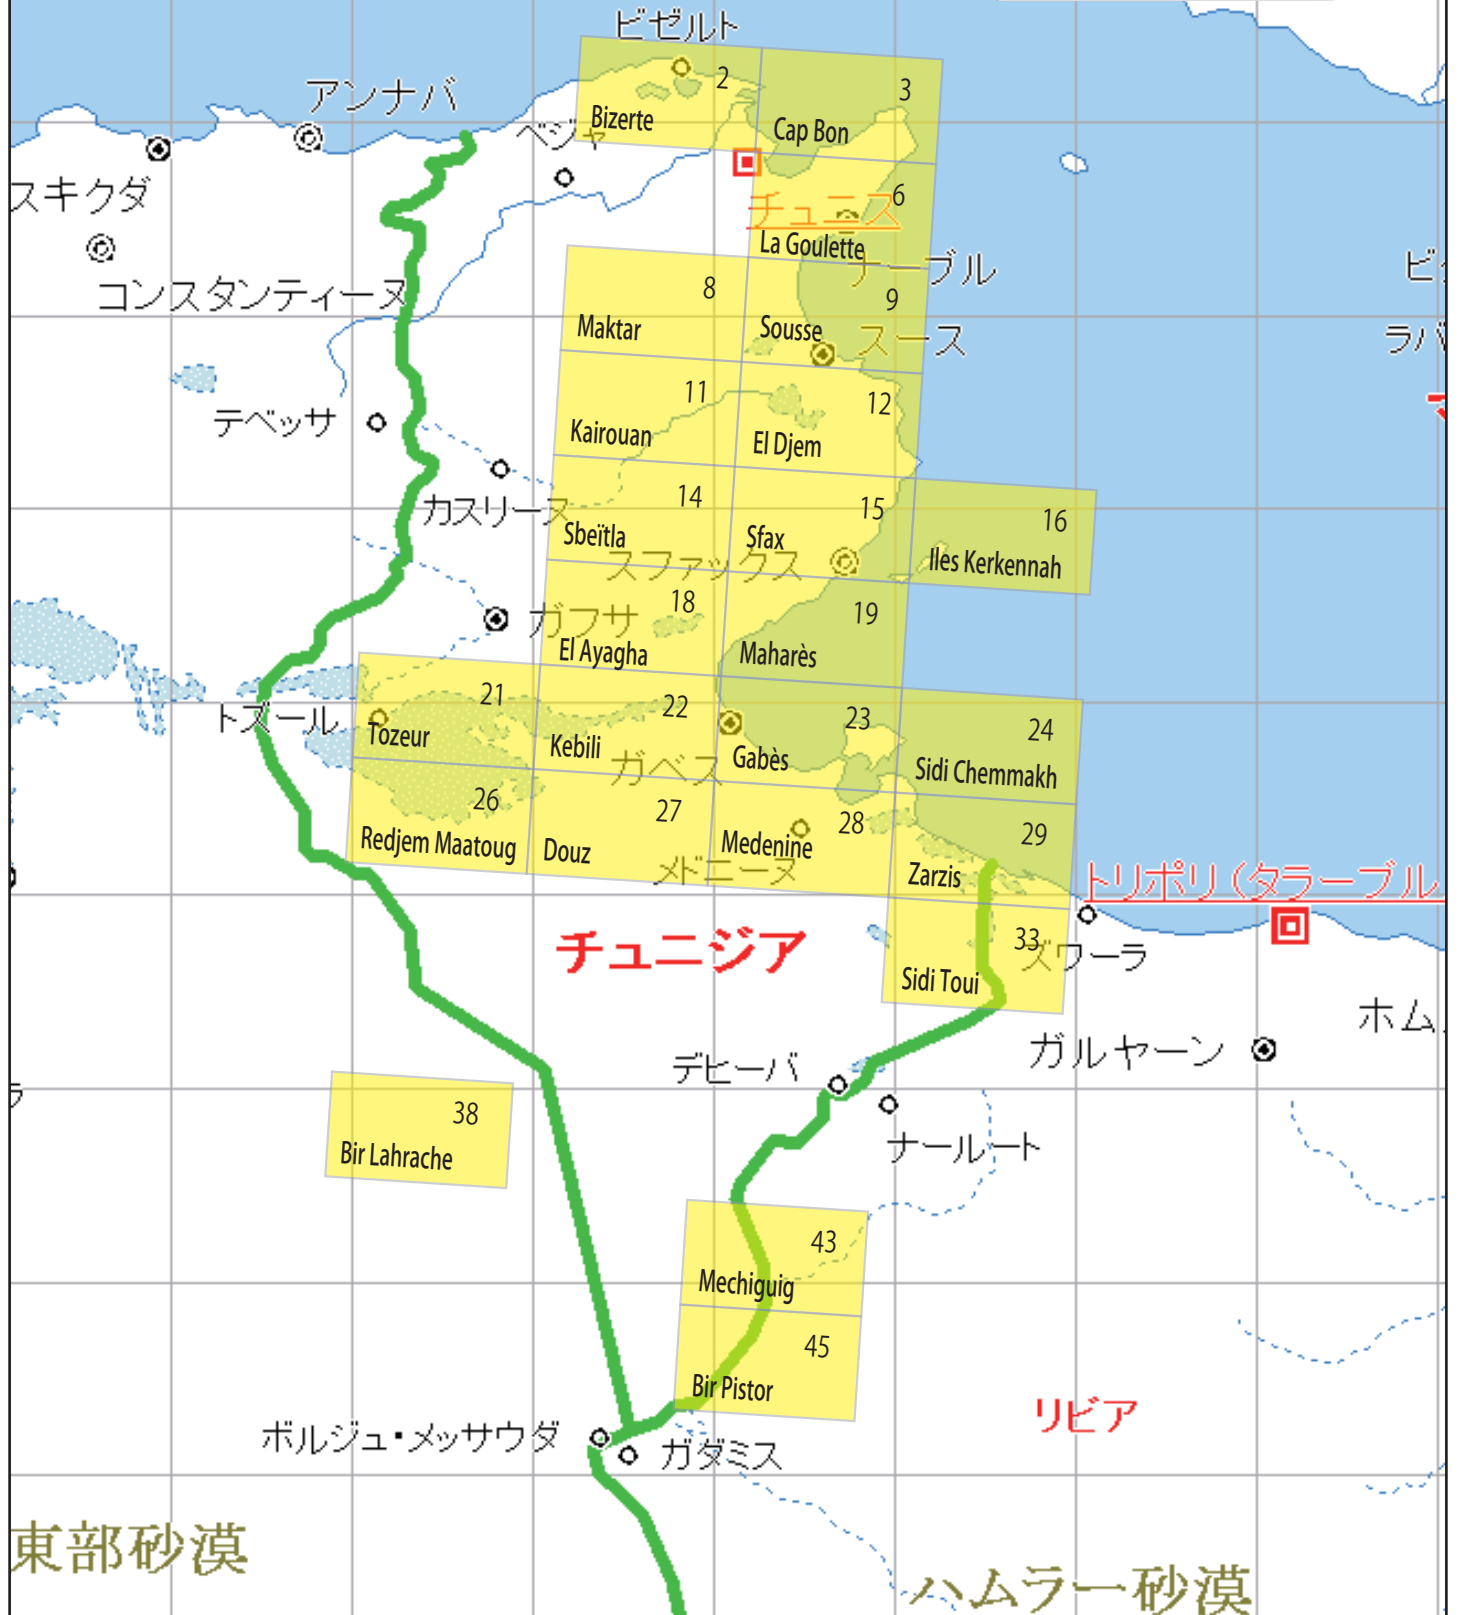 ビゼルト
2
Bizerte
3
Cap Bon
アンナバ
ベジャ
スキクダ
チュニス
6
La Goulette
コンスタンティーヌ
ナーブル
8
Maktar
9
Sousse
スース
テベッサ
11
Kairouan
12
El Djem
カスリーヌ
14
Sbeïtla
15
Sfax
スファックス
16
Iles Kerkennah
ガフサ
18
El Ayagha
19
Maharès
トズール
21
Tozeur
22
Kebili
ガベス
23
Gabès
24
Sidi Chemmakh
26
Redjem Maatoug
27
Douz
28
Medenine
メドニーヌ
29
Zarzis
トリポリ（タラーブル
チュニジア
33
Sidi Toui
ズワーラ
ホム
ガルヤーン
デヒーバ
ナールート
38
Bir Lahrache
43
Mechiguig
45
Bir Pistor
リビア
ボルジュ・メッサウダ
ガダミス
東部砂漠
ハムラー砂漠